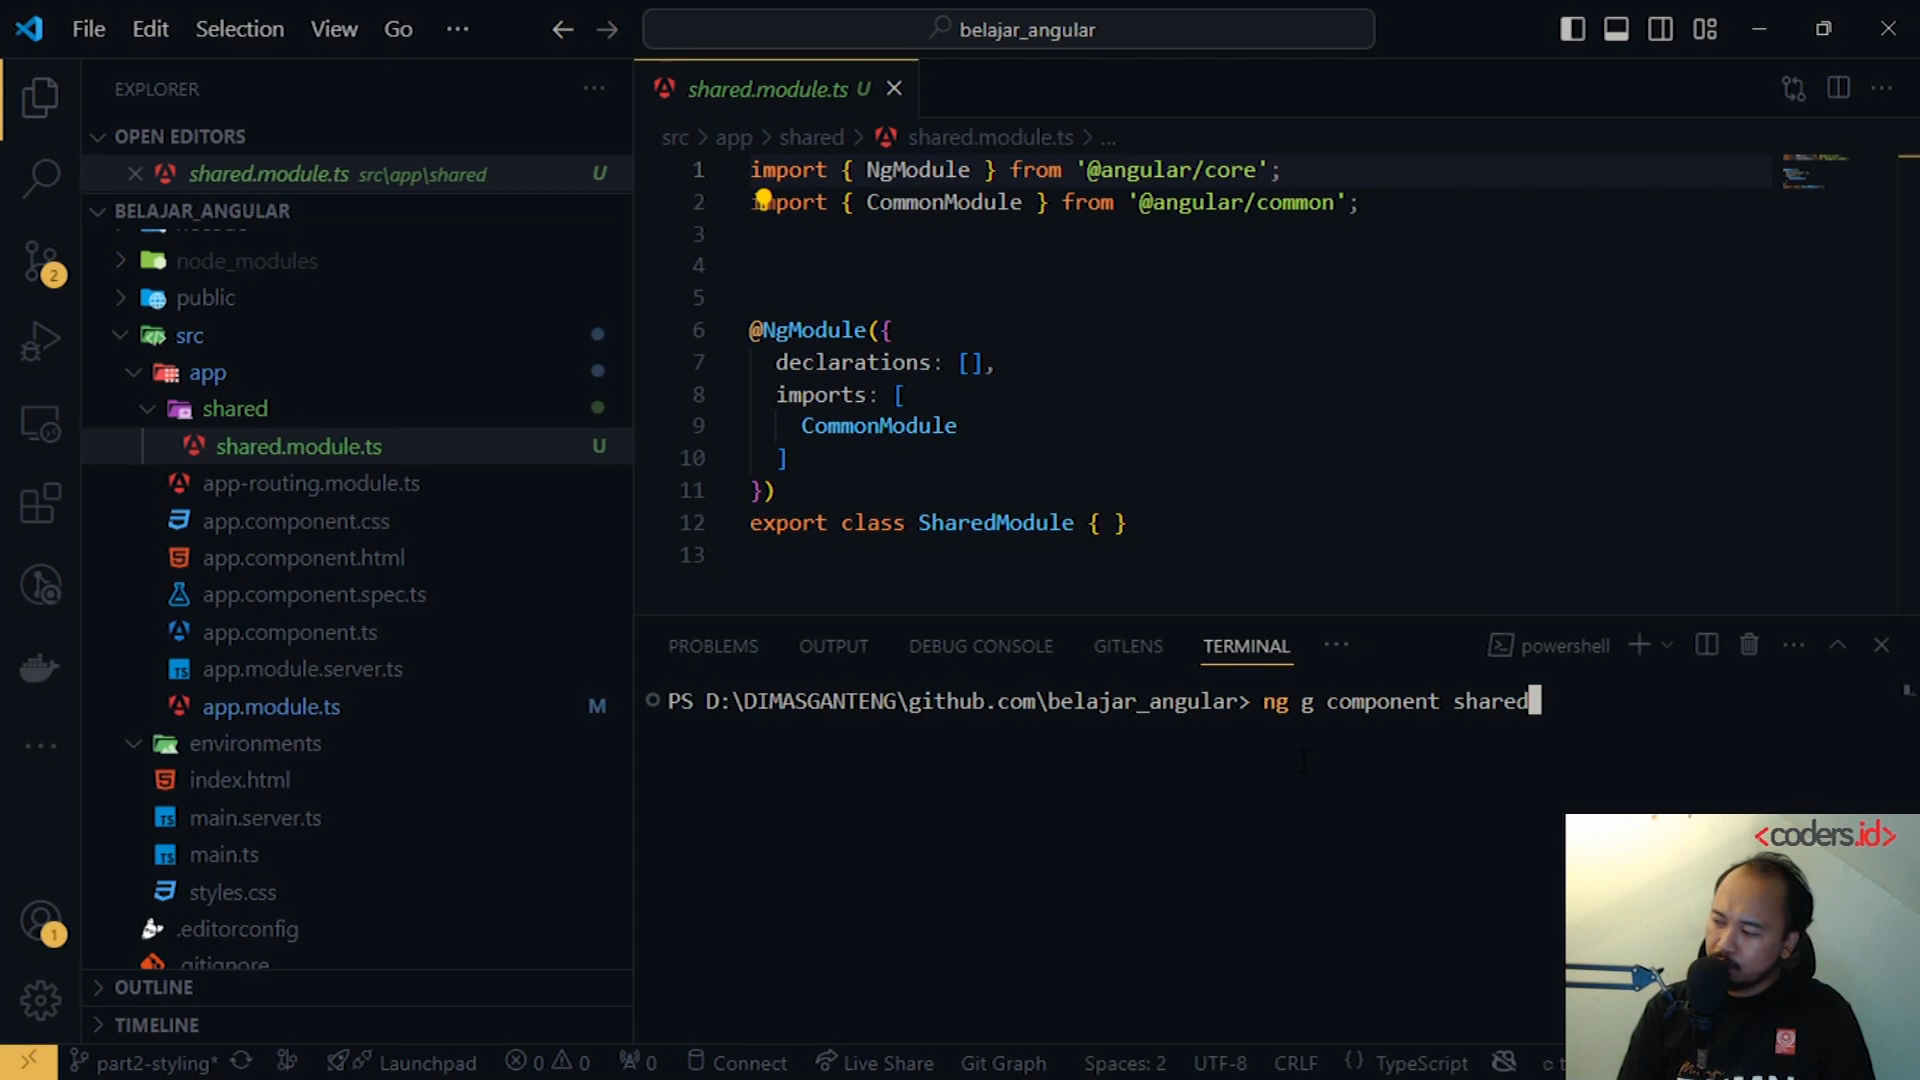 File Edit Selection View Go ... belajar_angular
EXPLORER ...
OPEN EDITORS
shared.module.ts src\app\shared U
BELAJAR_ANGULAR
node_modules
public
src
app
shared
shared.module.ts U
app-routing.module.ts
app.component.css
app.component.html
app.component.spec.ts
app.component.ts
app.module.server.ts
app.module.ts M
environments
index.html
main.server.ts
main.ts
styles.css
.editorconfig
.gitignore
OUTLINE
TIMELINE
2
1
shared.module.ts U
src > app > shared > shared.module.ts > ...
1 import { NgModule } from '@angular/core';
2 import { CommonModule } from '@angular/common';
3
4
5
6 @NgModule({
7 declarations: [],
8 imports: [
9 CommonModule
10 ]
11 })
12 export class SharedModule { }
13
PROBLEMS OUTPUT DEBUG CONSOLE GITLENS TERMINAL ... powershell
PS D:\DIMASGANTENG\github.com\belajar_angular> ng g component shared
<coders.id>
part2-styling* Launchpad 0 0 0 Connect Live Share Git Graph Spaces: 2 UTF-8 CRLF {} TypeScript